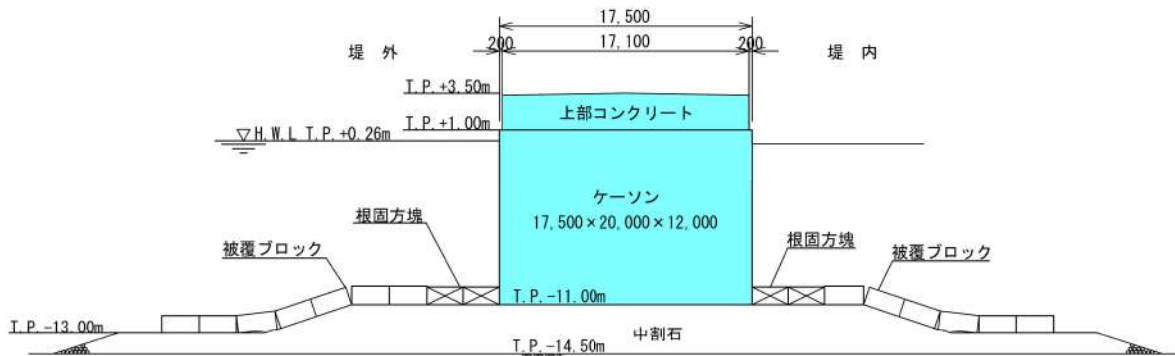 17,500
200 17,100 200
堤 外
堤 内
T.P.+3.50m
上部コンクリート
T.P.+1.00m
▽H.W.L T.P.+0.26m
ケーソン
17,500×20,000×12,000
根固方塊
根固方塊
被覆ブロック
被覆ブロック
T.P.-11.00m
T.P.-13.00m
中割石
T.P.-14.50m